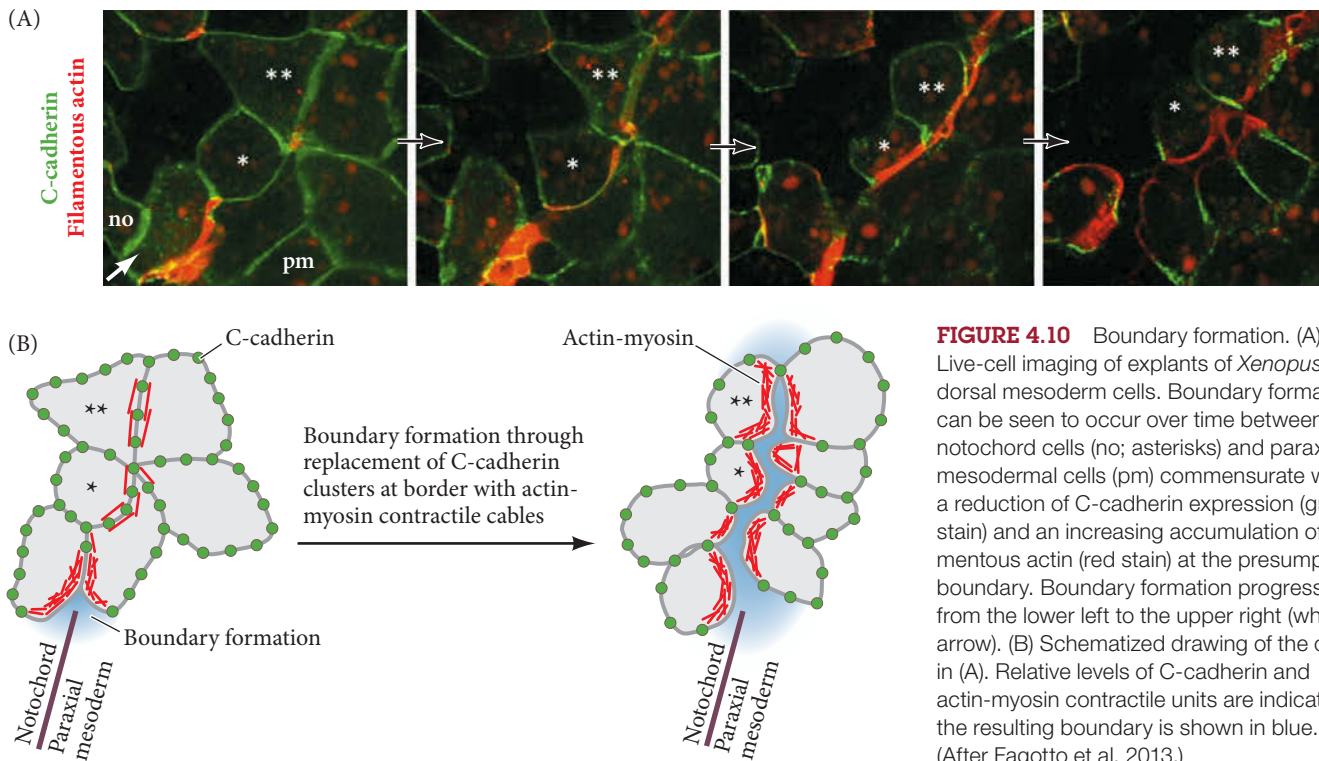 (A)
C-cadherin
Filamentous actin
**
*
no
pm
**
*
**
*
**
*
(B)
C-cadherin
**
*
Boundary formation
Notochord
Paraxial
mesoderm
Boundary formation through
replacement of C-cadherin
clusters at border with actin-
myosin contractile cables
Actin-myosin
**
*
Notochord
Paraxial
mesoderm
FIGURE 4.10 Boundary formation. (A)
Live-cell imaging of explants of Xenopus
dorsal mesoderm cells. Boundary forma
can be seen to occur over time between
notochord cells (no; asterisks) and parax
mesodermal cells (pm) commensurate w
a reduction of C-cadherin expression (gr
stain) and an increasing accumulation of
mentous actin (red stain) at the presump
boundary. Boundary formation progress
from the lower left to the upper right (wh
arrow). (B) Schematized drawing of the c
in (A). Relative levels of C-cadherin and
actin-myosin contractile units are indicat
the resulting boundary is shown in blue.
(After Fagotto et al. 2013.)